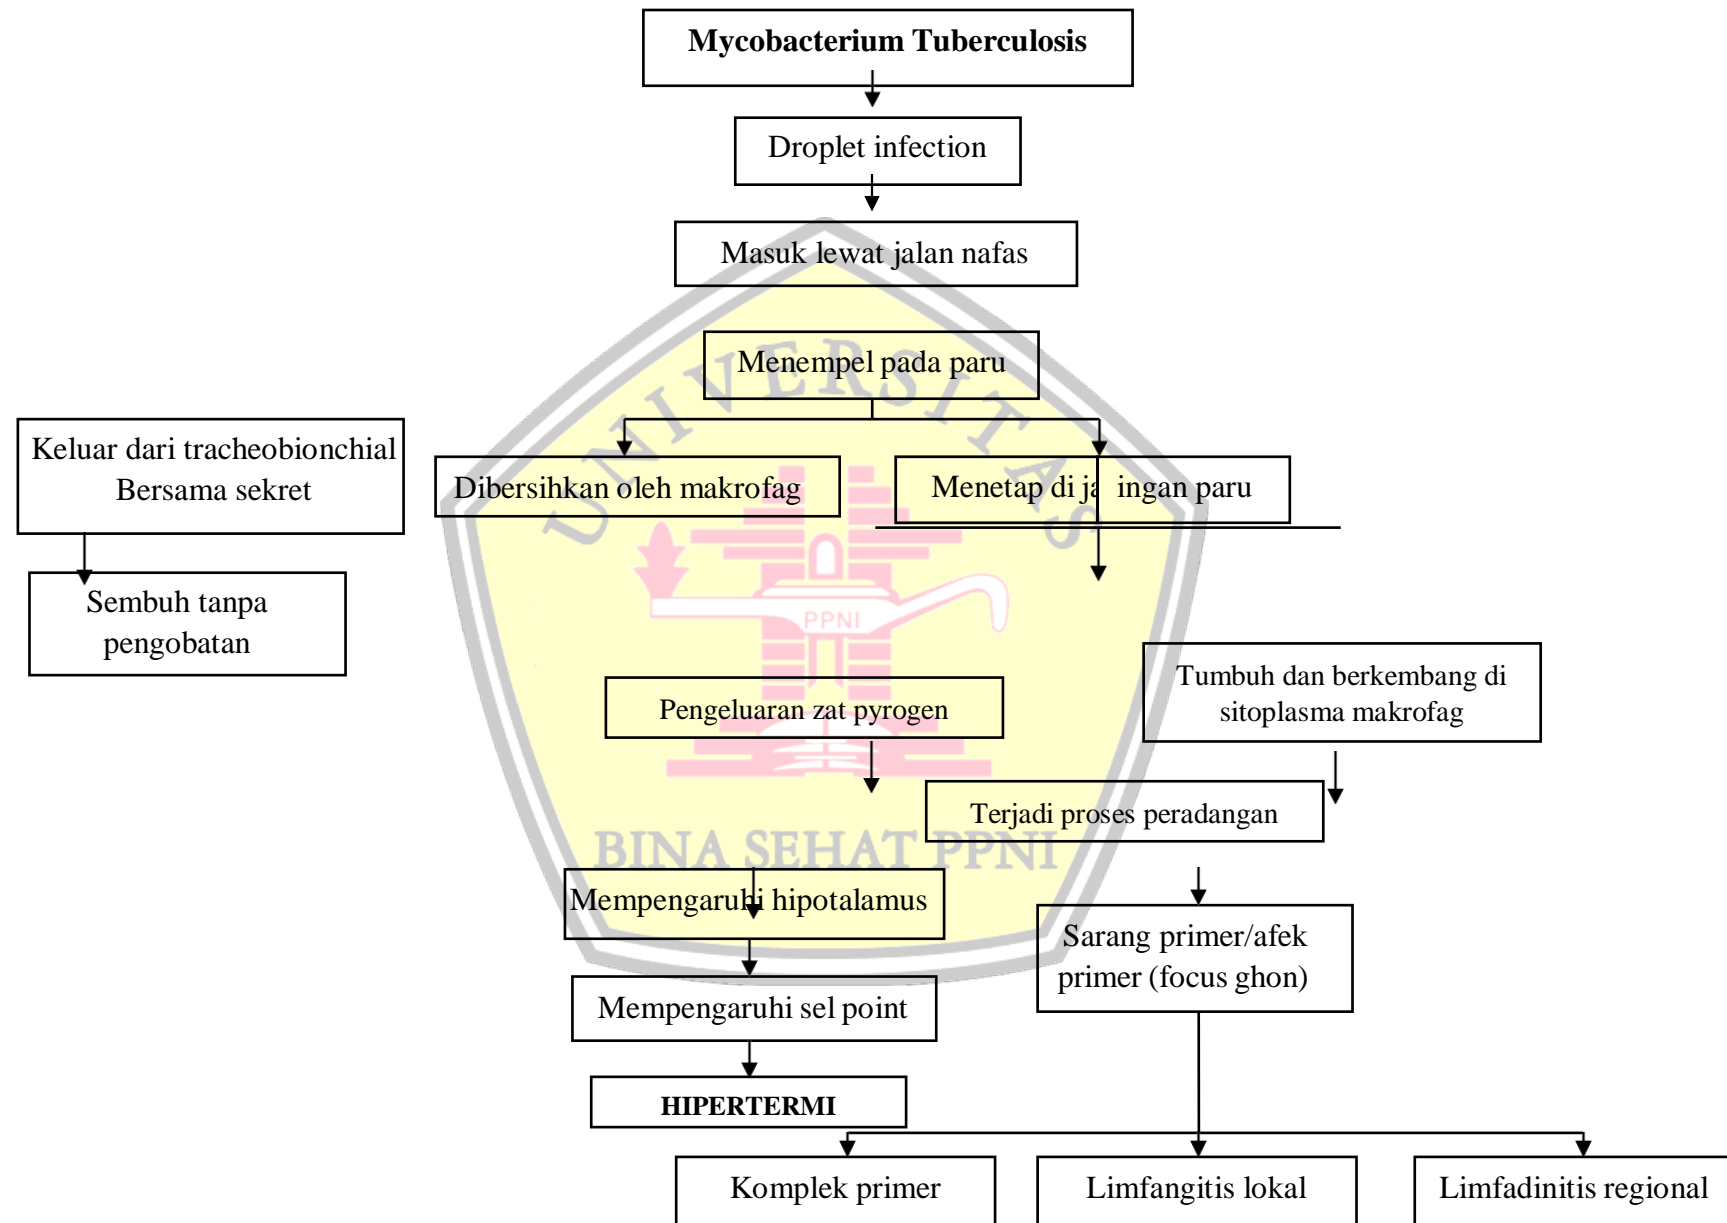 Mycobacterium Tuberculosis
Droplet infection
Masuk lewat jalan nafas
Menempel pada paru
UNIVERSITAS
Keluar dari tracheobionchial
Bersama sekret
Dibersihkan oleh makrofag
Menetap di ja ingan paru
Sembuh tanpa
pengobatan
PPNI
Tumbuh dan berkembang di
sitoplasma makrofag
Pengeluaran zat pyrogen
Terjadi proses peradangan
BINA SEHAT PPNI
Mempengaruhi hipotalamus
Sarang primer/afek
primer (focus ghon)
Mempengaruhi sel point
HIPERTERMI
Komplek primer
Limfangitis lokal
Limfadinitis regional